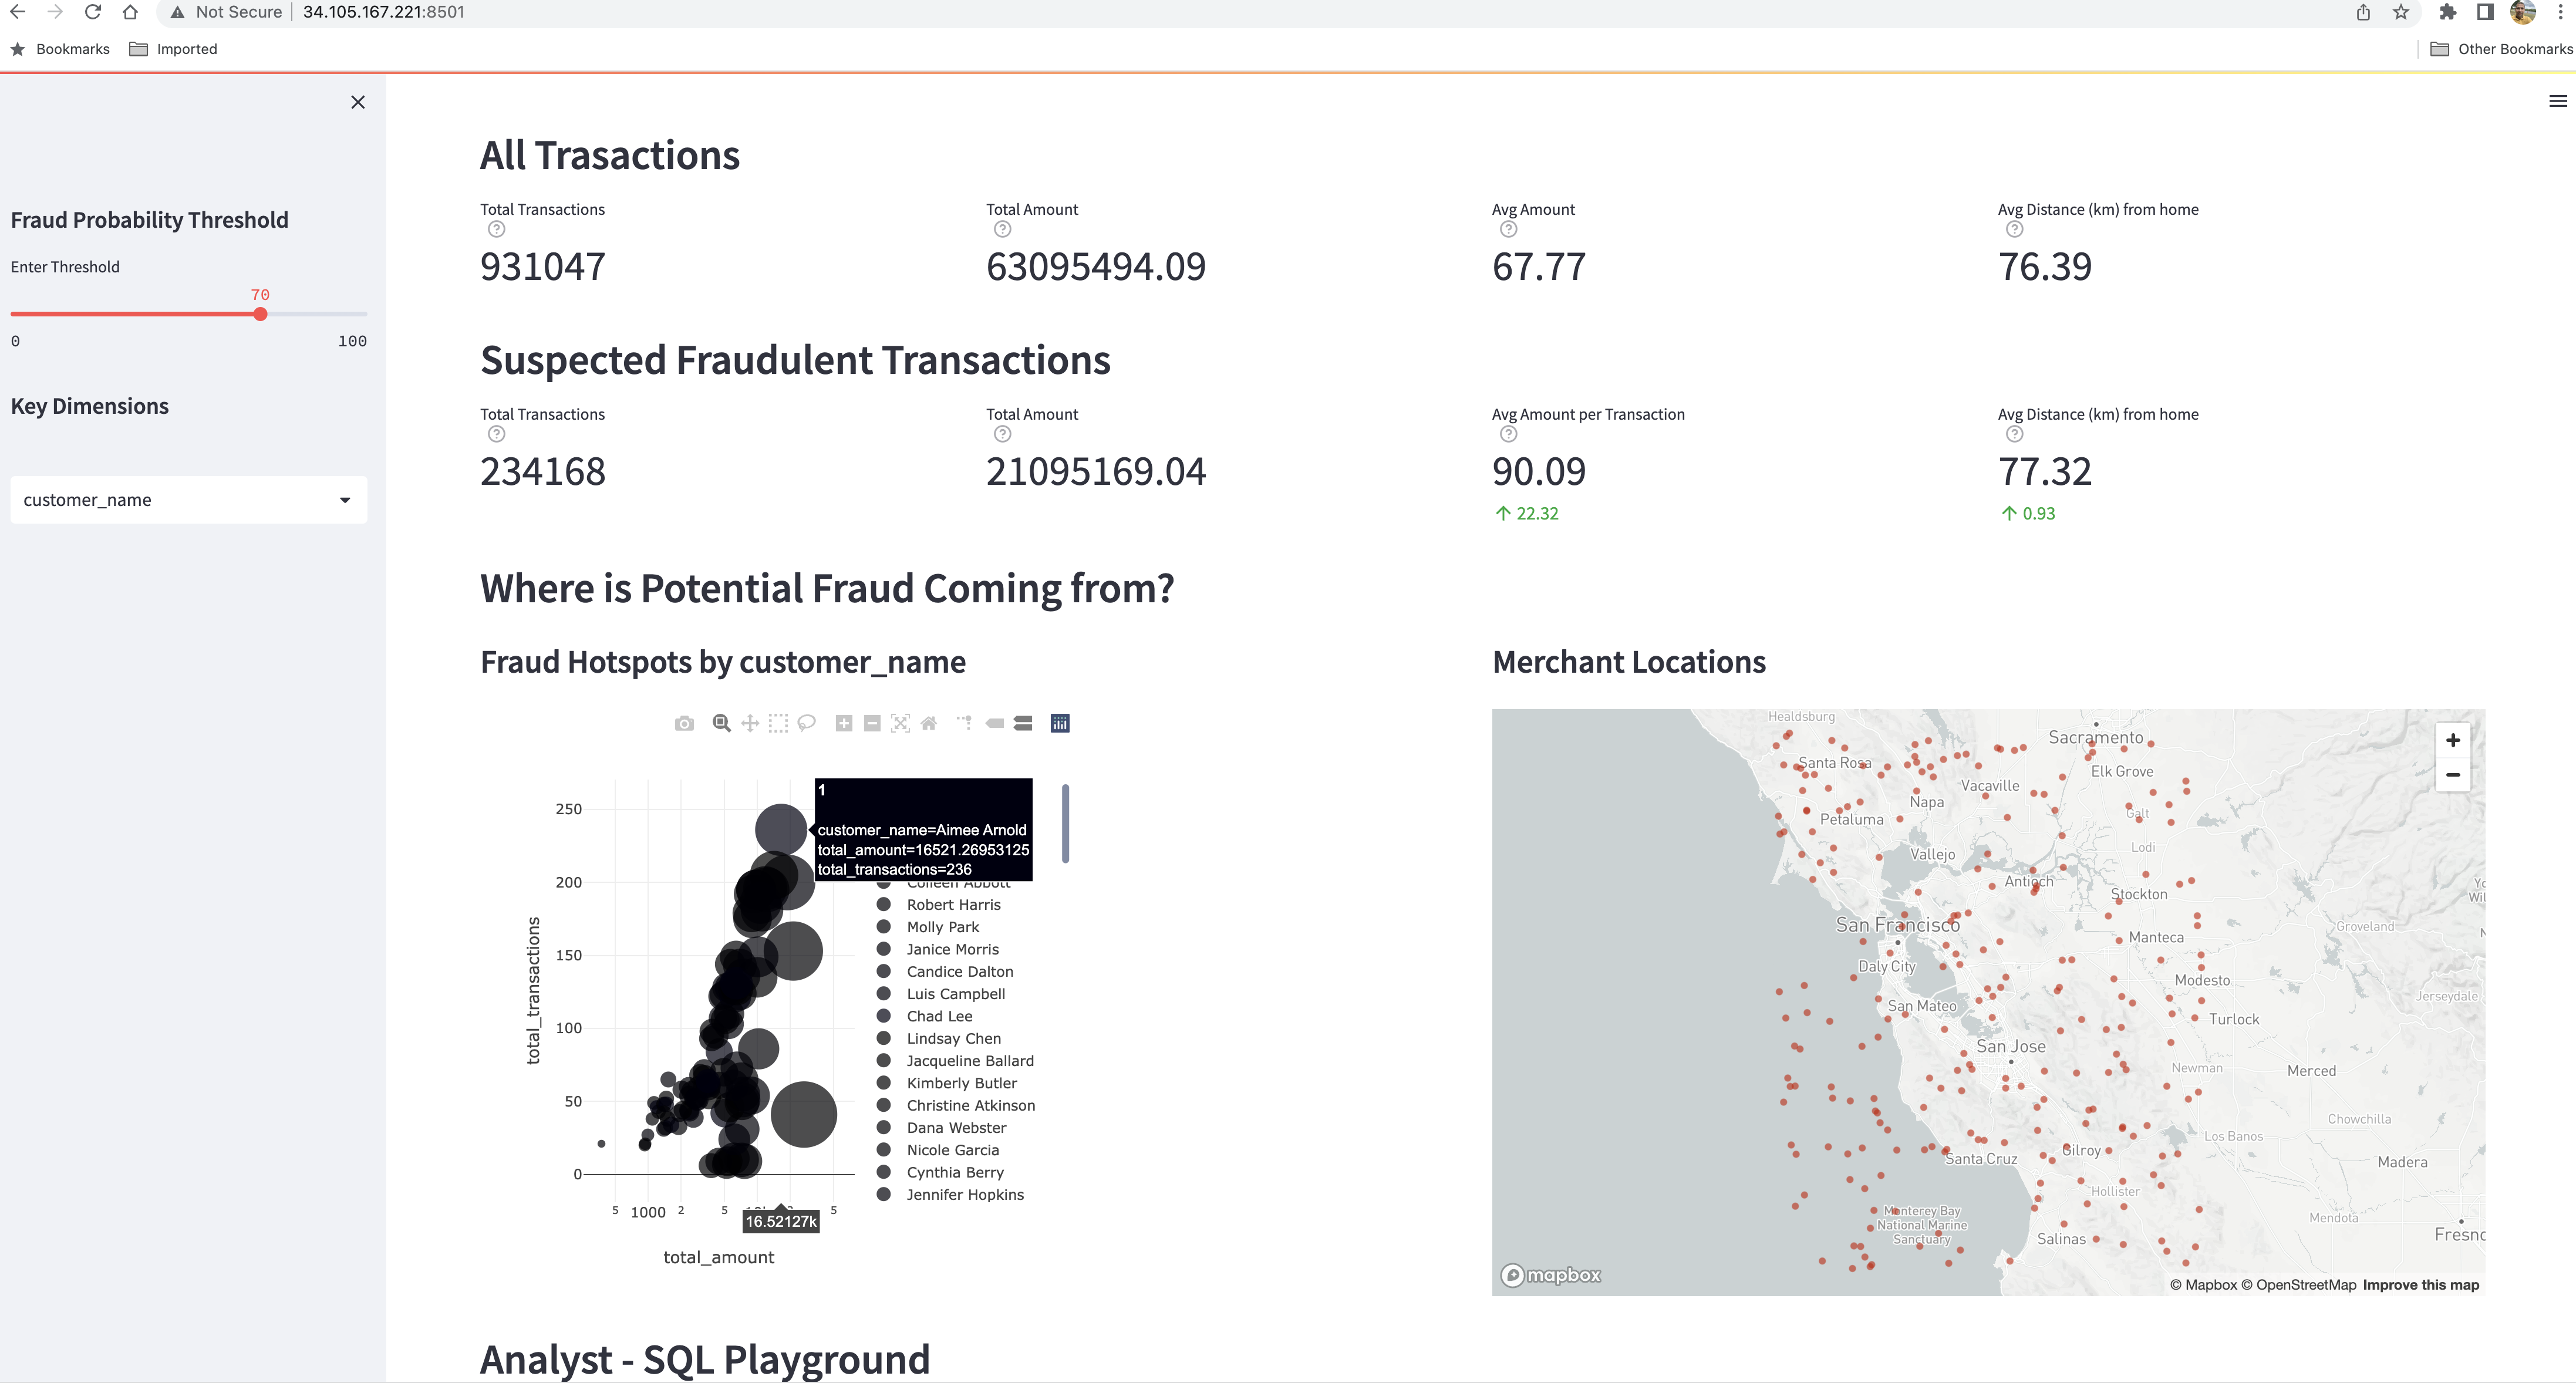 Not Secure | 34.105.167.221:8501
Bookmarks Imported Other Bookmarks
Fraud Probability Threshold
Enter Threshold
70
0 100
Key Dimensions
customer_name
All Trasactions
Total Transactions
931047
Total Amount
63095494.09
Avg Amount
67.77
Avg Distance (km) from home
76.39
Suspected Fraudulent Transactions
Total Transactions
234168
Total Amount
21095169.04
Avg Amount per Transaction
90.09
22.32
Avg Distance (km) from home
77.32
0.93
Where is Potential Fraud Coming from?
Fraud Hotspots by customer_name
1
customer_name=Aimee Arnold
total_amount=16521.26953125
total_transactions=236
250
200
150
100
50
0
total_transactions
5 1000 2 5 5
16.52127k
total_amount
Colleen Abbott
Robert Harris
Molly Park
Janice Morris
Candice Dalton
Luis Campbell
Chad Lee
Lindsay Chen
Jacqueline Ballard
Kimberly Butler
Christine Atkinson
Dana Webster
Nicole Garcia
Cynthia Berry
Jennifer Hopkins
Merchant Locations
Healdsburg
Sacramento
Santa Rosa
Elk Grove
Vacaville
Napa
Petaluma
Galt
Lodi
Vallejo
Antioch
Stockton
San Francisco
Groveland
Manteca
Daly City
Modesto
Jerseydale
San Mateo
Turlock
San Jose
Newman
Merced
Chowchilla
Los Banos
Gilroy
Santa Cruz
Madera
Hollister
Monterey Bay
National Marine
Sanctuary
Mendota
Salinas
mapbox
© Mapbox © OpenStreetMap Improve this map
Analyst - SQL Playground